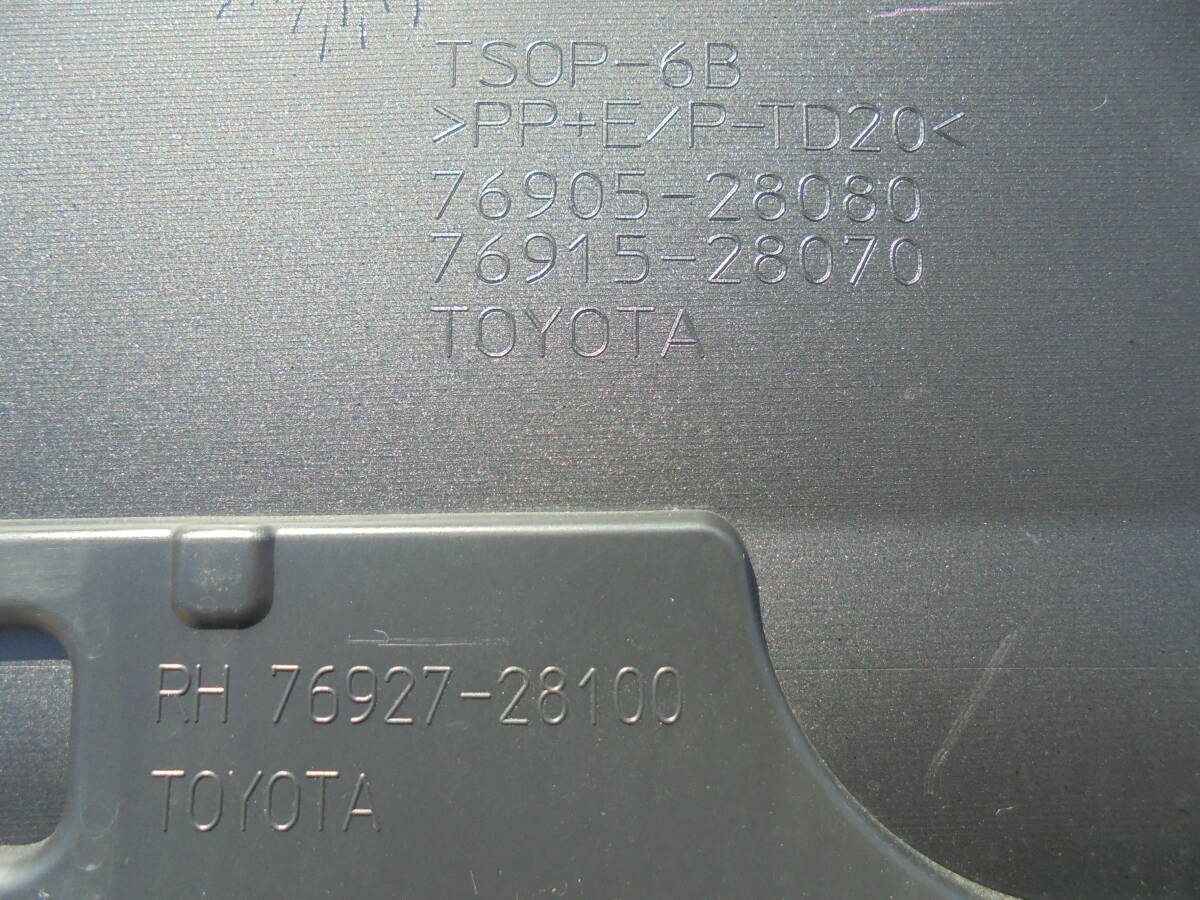 TSOP-6B
>PP+E/P-TD20<
76905-28080
76915-28070
TOYOTA
RH 76927-28100
TOYOTA